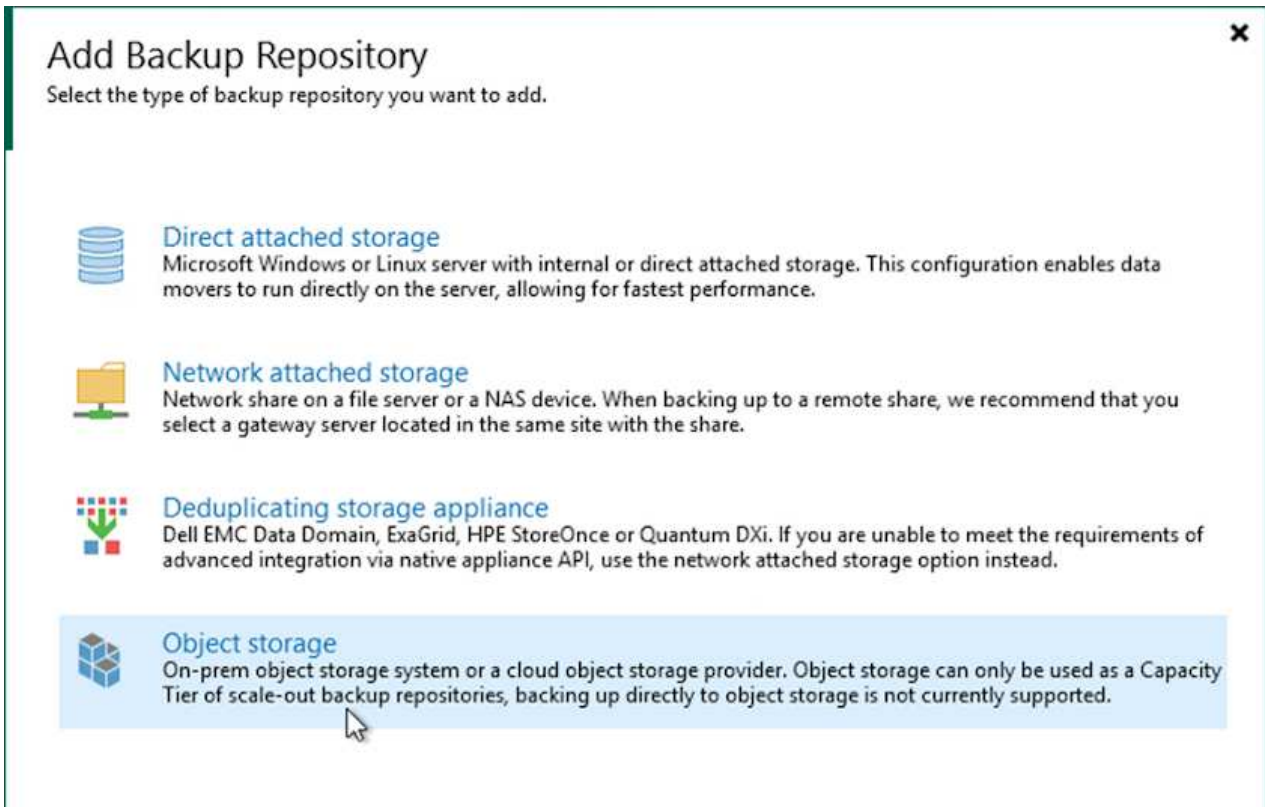 Add Backup Repository
Select the type of backup repository you want to add.
Direct attached storage
Microsoft Windows or Linux server with internal or direct attached storage. This configuration enables data
movers to run directly on the server, allowing for fastest performance.
Network attached storage
Network share on a file server or a NAS device. When backing up to a remote share, we recommend that you
select a gateway server located in the same site with the share.
Deduplicating storage appliance
Dell EMC Data Domain, ExaGrid, HPE StoreOnce or Quantum DXi. If you are unable to meet the requirements of
advanced integration via native appliance API, use the network attached storage option instead.
Object storage
On-prem object storage system or a cloud object storage provider. Object storage can only be used as a Capacity
Tier of scale-out backup repositories, backing up directly to object storage is not currently supported.